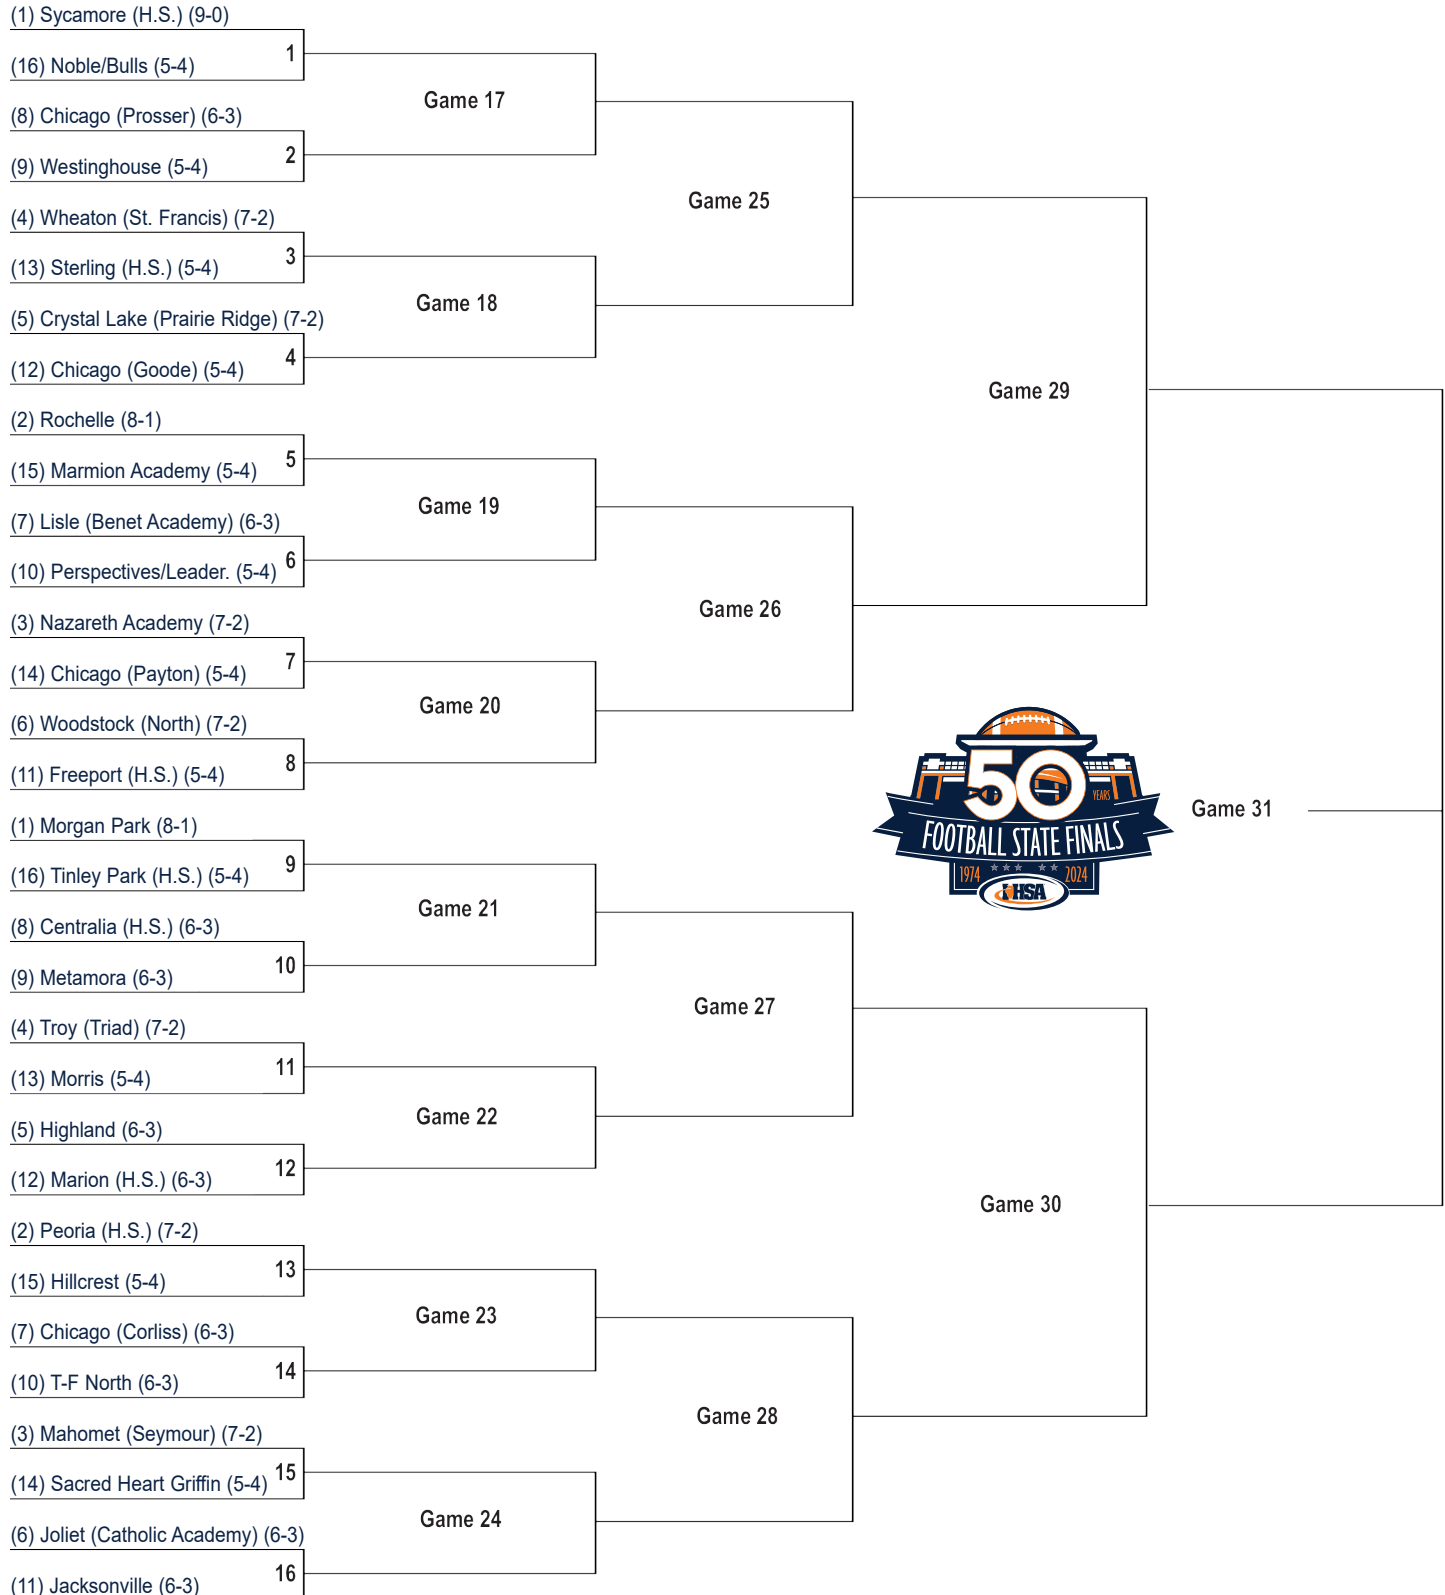 (1) Sycamore (H.S.) (9-0)
1
(16) Noble/Bulls (5-4)
Game 17
(8) Chicago (Prosser) (6-3)
2
(9) Westinghouse (5-4)
Game 25
(4) Wheaton (St. Francis) (7-2)
3
(13) Sterling (H.S.) (5-4)
Game 18
(5) Crystal Lake (Prairie Ridge) (7-2)
4
(12) Chicago (Goode) (5-4)
Game 29
(2) Rochelle (8-1)
5
(15) Marmion Academy (5-4)
Game 19
(7) Lisle (Benet Academy) (6-3)
6
(10) Perspectives/Leader. (5-4)
Game 26
(3) Nazareth Academy (7-2)
7
(14) Chicago (Payton) (5-4)
Game 20
(6) Woodstock (North) (7-2)
8
(11) Freeport (H.S.) (5-4)
50
YEARS
FOOTBALL STATE FINALS
1974
2024
IHSA
Game 31
(1) Morgan Park (8-1)
9
(16) Tinley Park (H.S.) (5-4)
Game 21
(8) Centralia (H.S.) (6-3)
10
(9) Metamora (6-3)
Game 27
(4) Troy (Triad) (7-2)
11
(13) Morris (5-4)
Game 22
(5) Highland (6-3)
12
(12) Marion (H.S.) (6-3)
Game 30
(2) Peoria (H.S.) (7-2)
13
(15) Hillcrest (5-4)
Game 23
(7) Chicago (Corliss) (6-3)
14
(10) T-F North (6-3)
Game 28
(3) Mahomet (Seymour) (7-2)
15
(14) Sacred Heart Griffin (5-4)
Game 24
(6) Joliet (Catholic Academy) (6-3)
16
(11) Jacksonville (6-3)